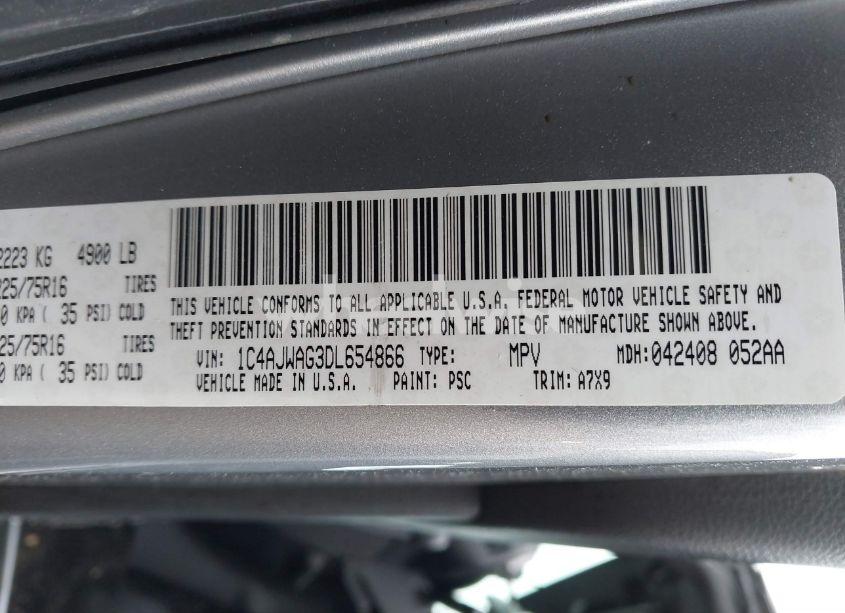 2223 KG 4900 LB
225/75R16 TIRES
0 KPA ( 35 PSI) COLD
225/75R16 TIRES
0 KPA ( 35 PSI) COLD
THIS VEHICLE CONFORMS TO ALL APPLICABLE U.S.A. FEDERAL MOTOR VEHICLE SAFETY AND
THEFT PREVENTION STANDARDS IN EFFECT ON THE DATE OF MANUFACTURE SHOWN ABOVE.
VIN: 1C4AJWAG3DL654866 TYPE: MPV MDH:042408 052AA
VEHICLE MADE IN U.S.A. PAINT: PSC TRIM: A7X9